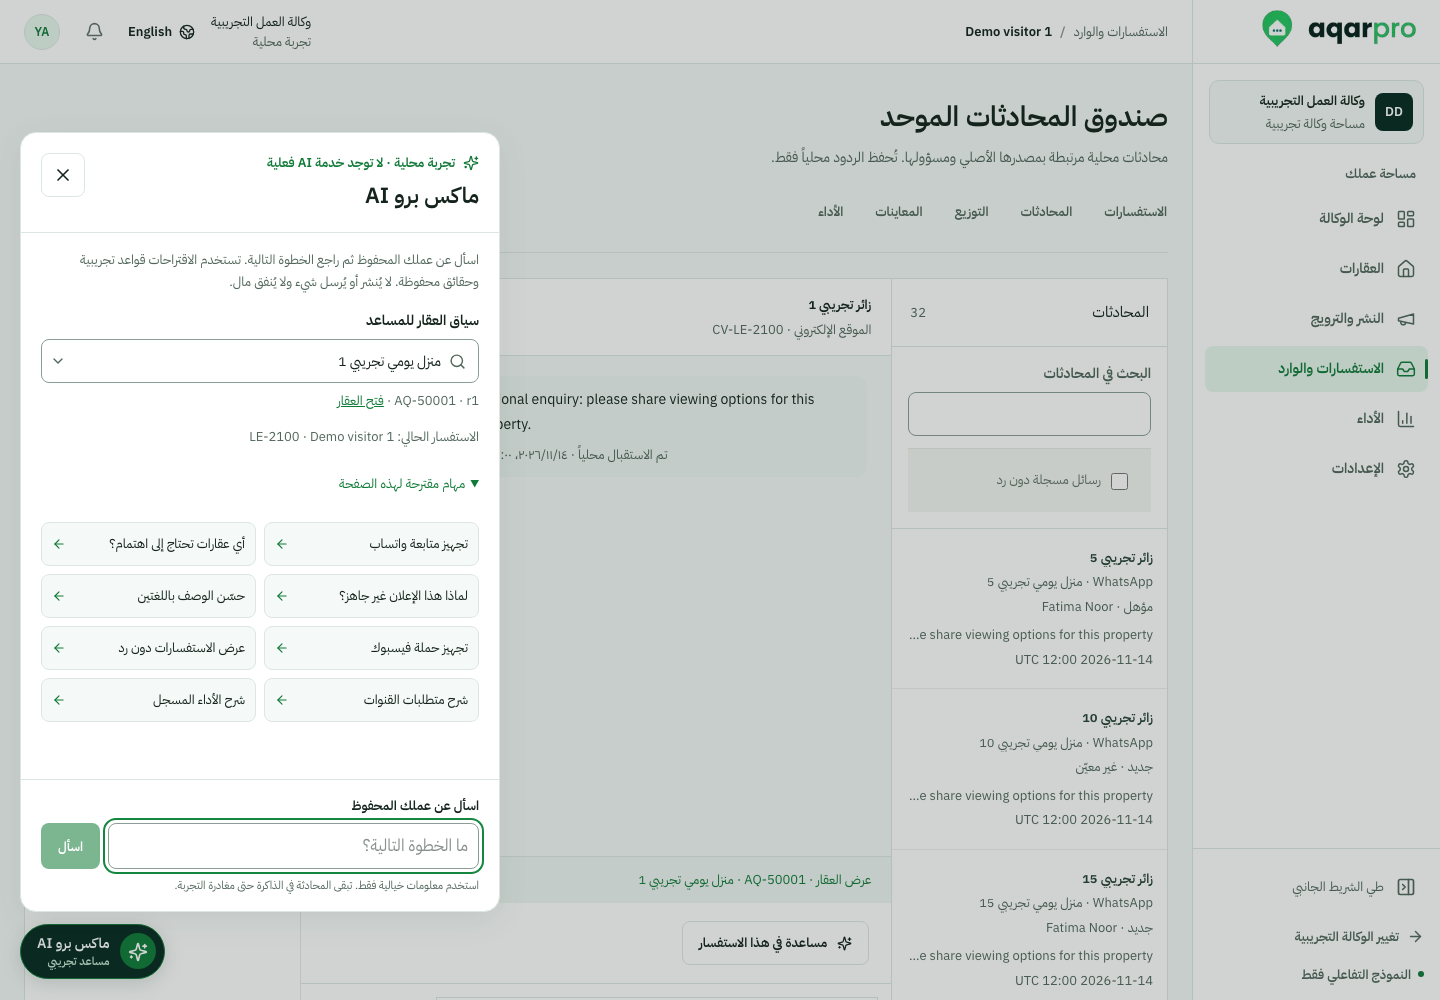 aqarpro
الاستفسارات والوارد / Demo visitor 1
وكالة العمل التجريبية
تجربة محلية
English
YA
DD
وكالة العمل التجريبية
مساحة وكالة تجريبية
مساحة عملك
لوحة الوكالة
العقارات
النشر والترويج
الاستفسارات والوارد
الأداء
الإعدادات
طي الشريط الجانبي
تغيير الوكالة التجريبية
النموذج التفاعلي فقط
صندوق المحادثات الموحد
محادثات محلية مرتبطة بمصدرها الأصلي ومسؤولها. تُحفظ الردود محلياً فقط.
الاستفسارات
المحادثات
التوزيع
المعاينات
الأداء
المحادثات
32
البحث في المحادثات
رسائل مسجلة دون رد
زائر تجريبي 5
WhatsApp · منزل يومي تجريبي 5
مؤهل · Fatima Noor
...e share viewing options for this property
2026-11-14 12:00 UTC
زائر تجريبي 10
WhatsApp · منزل يومي تجريبي 10
جديد · غير معيّن
...e share viewing options for this property
2026-11-14 12:00 UTC
زائر تجريبي 15
WhatsApp · منزل يومي تجريبي 15
جديد · Fatima Noor
...e share viewing options for this property
2026-11-14 12:00 UTC
زائر تجريبي 1
الموقع الإلكتروني · CV-LE-2100
onal enquiry: please share viewing options for this
perty.
تم الاستقبال محلياً · ٢٠٢٦/١١/١٤،
عرض العقار · AQ-50001 · منزل يومي تجريبي 1
مساعدة في هذا الاستفسار
تجربة محلية · لا توجد خدمة AI فعلية
ماكس برو AI
اسأل عن عملك المحفوظ ثم راجع الخطوة التالية. تستخدم الاقتراحات قواعد تجريبية
وحقائق محفوظة. لا يُنشر أو يُرسل شيء ولا يُنفق مال.
سياق العقار للمساعد
منزل يومي تجريبي 1
AQ-50001 · r1 · فتح العقار
الاستفسار الحالي: LE-2100 · Demo visitor 1
مهام مقترحة لهذه الصفحة
تجهيز متابعة واتساب
أي عقارات تحتاج إلى اهتمام؟
لماذا هذا الإعلان غير جاهز؟
حسّن الوصف باللغتين
تجهيز حملة فيسبوك
عرض الاستفسارات دون رد
شرح متطلبات القنوات
شرح الأداء المسجل
اسأل عن عملك المحفوظ
ما الخطوة التالية؟
اسأل
استخدم معلومات خيالية فقط. تبقى المحادثة في الذاكرة حتى مغادرة التجربة.
ماكس برو AI
مساعد تجريبي